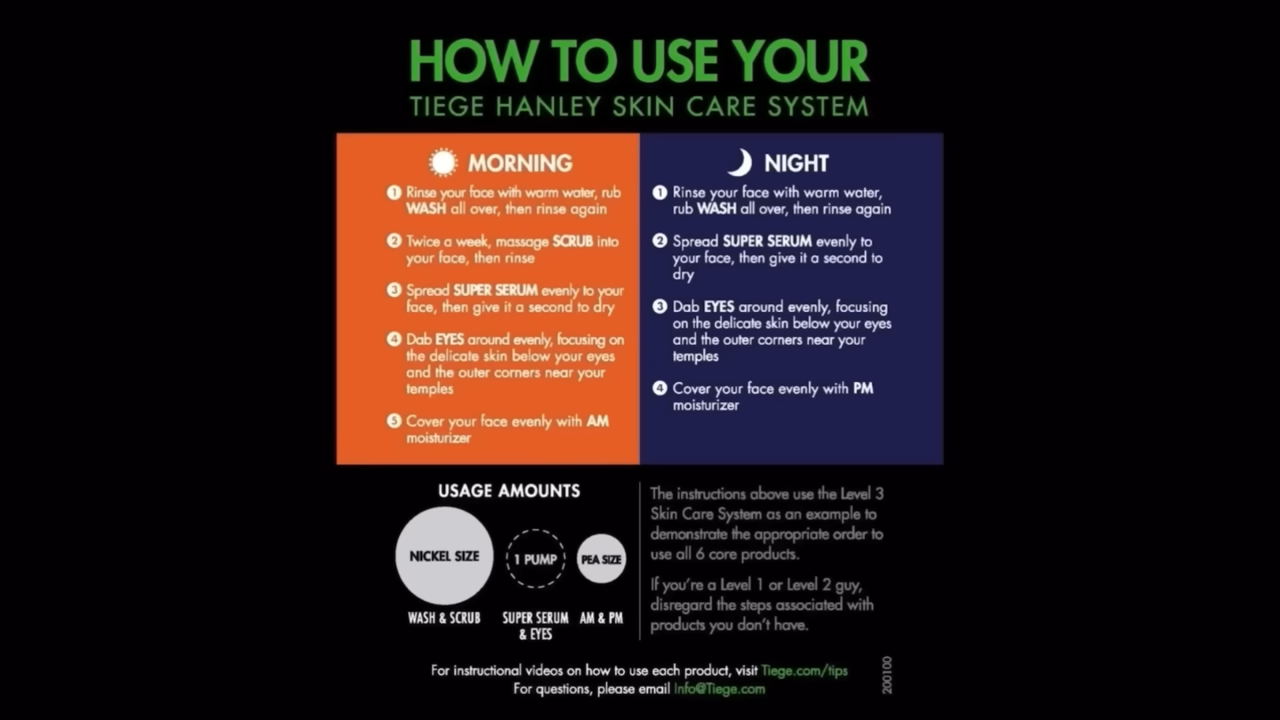 HOW TO USE YOUR
TIEGE HANLEY SKIN CARE SYSTEM
MORNING
1 Rinse your face with warm water, rub
WASH all over, then rinse again
2 Twice a week, massage SCRUB into
your face, then rinse
3 Spread SUPER SERUM evenly to your
face, then give it a second to dry
4 Dab EYES around evenly, focusing on
the delicate skin below your eyes
and the outer corners near your
temples
5 Cover your face evenly with AM
moisturizer
NIGHT
1 Rinse your face with warm water,
rub WASH all over, then rinse again
2 Spread SUPER SERUM evenly to
your face, then give it a second to
dry
3 Dab EYES around evenly, focusing
on the delicate skin below your eyes
and the outer corners near your
temples
4 Cover your face evenly with PM
moisturizer
USAGE AMOUNTS
NICKEL SIZE
WASH & SCRUB
1 PUMP
SUPER SERUM
& EYES
PEA SIZE
AM & PM
The instructions above use the Level 3
Skin Care System as an example to
demonstrate the appropriate order to
use all 6 core products.
If you're a Level 1 or Level 2 guy,
disregard the steps associated with
products you don't have.
For instructional videos on how to use each product, visit Tiege.com/tips
For questions, please email Info@Tiege.com
200100